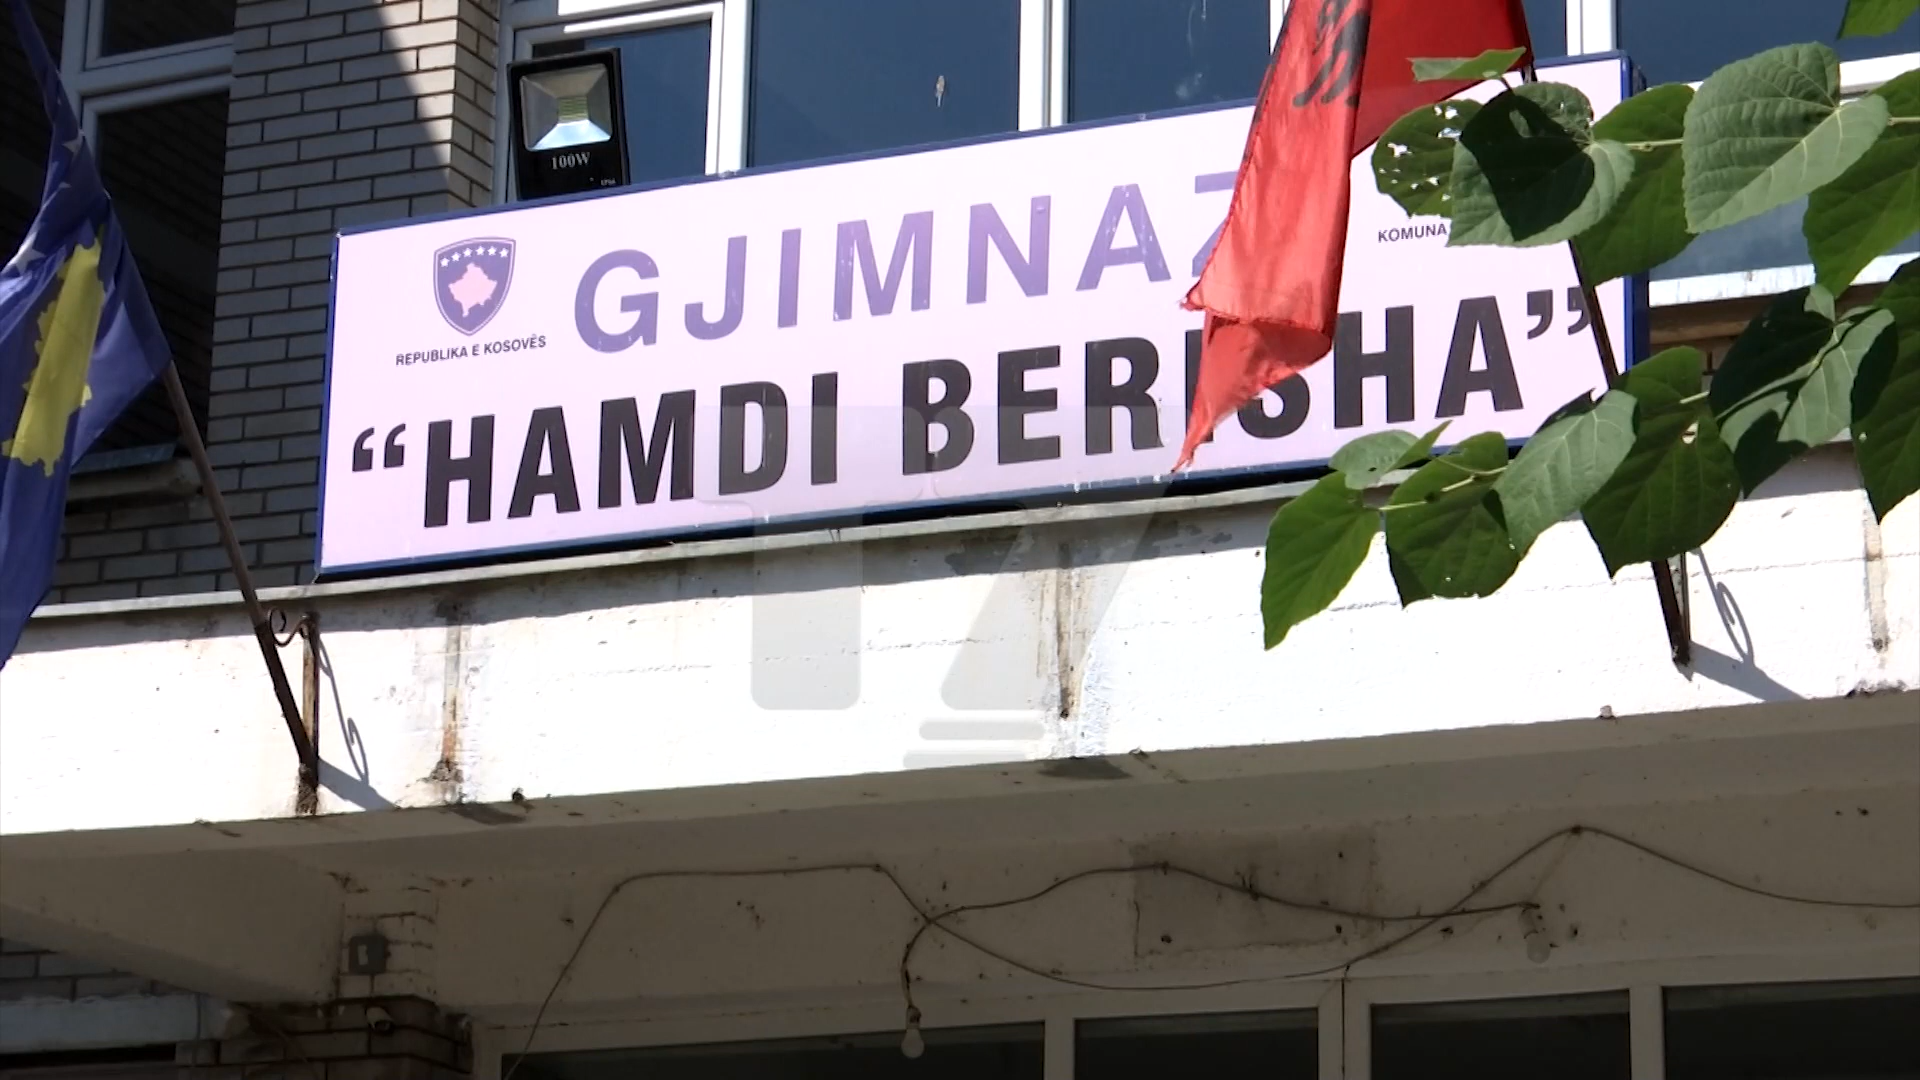 100W
GJIMNAZ
KOMUNA
REPUBLIKA E KOSOVËS
“HAMDI BERISHA”